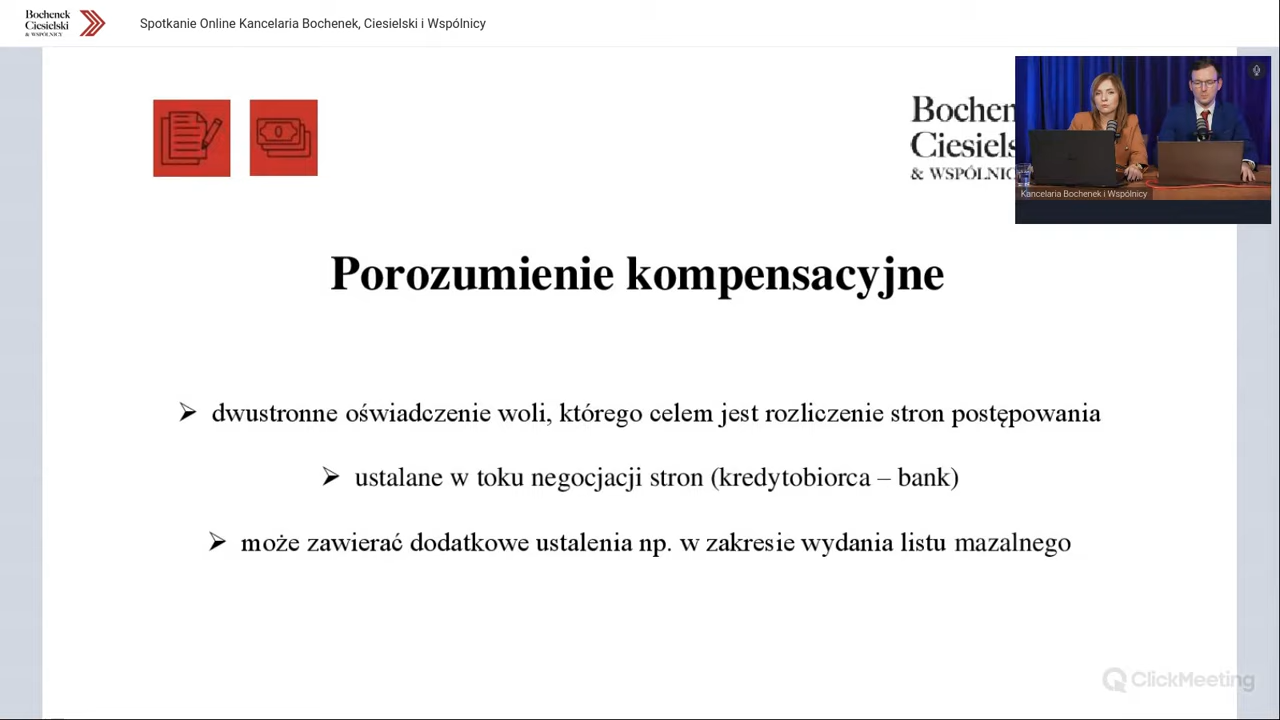 Bochenek
Ciesielski
& WSPÓLNICY
Spotkanie Online Kancelaria Bochenek, Ciesielski i Wspólnicy
Bochen
Ciesiels
& WSPÓLNIC
Kancelaria Bochenek i Wspólnicy
Porozumienie kompensacyjne
➢ dwustronne oświadczenie woli, którego celem jest rozliczenie stron postępowania
➢ ustalane w toku negocjacji stron (kredytobiorca – bank)
➢ może zawierać dodatkowe ustalenia np. w zakresie wydania listu mazalnego
ClickMeeting